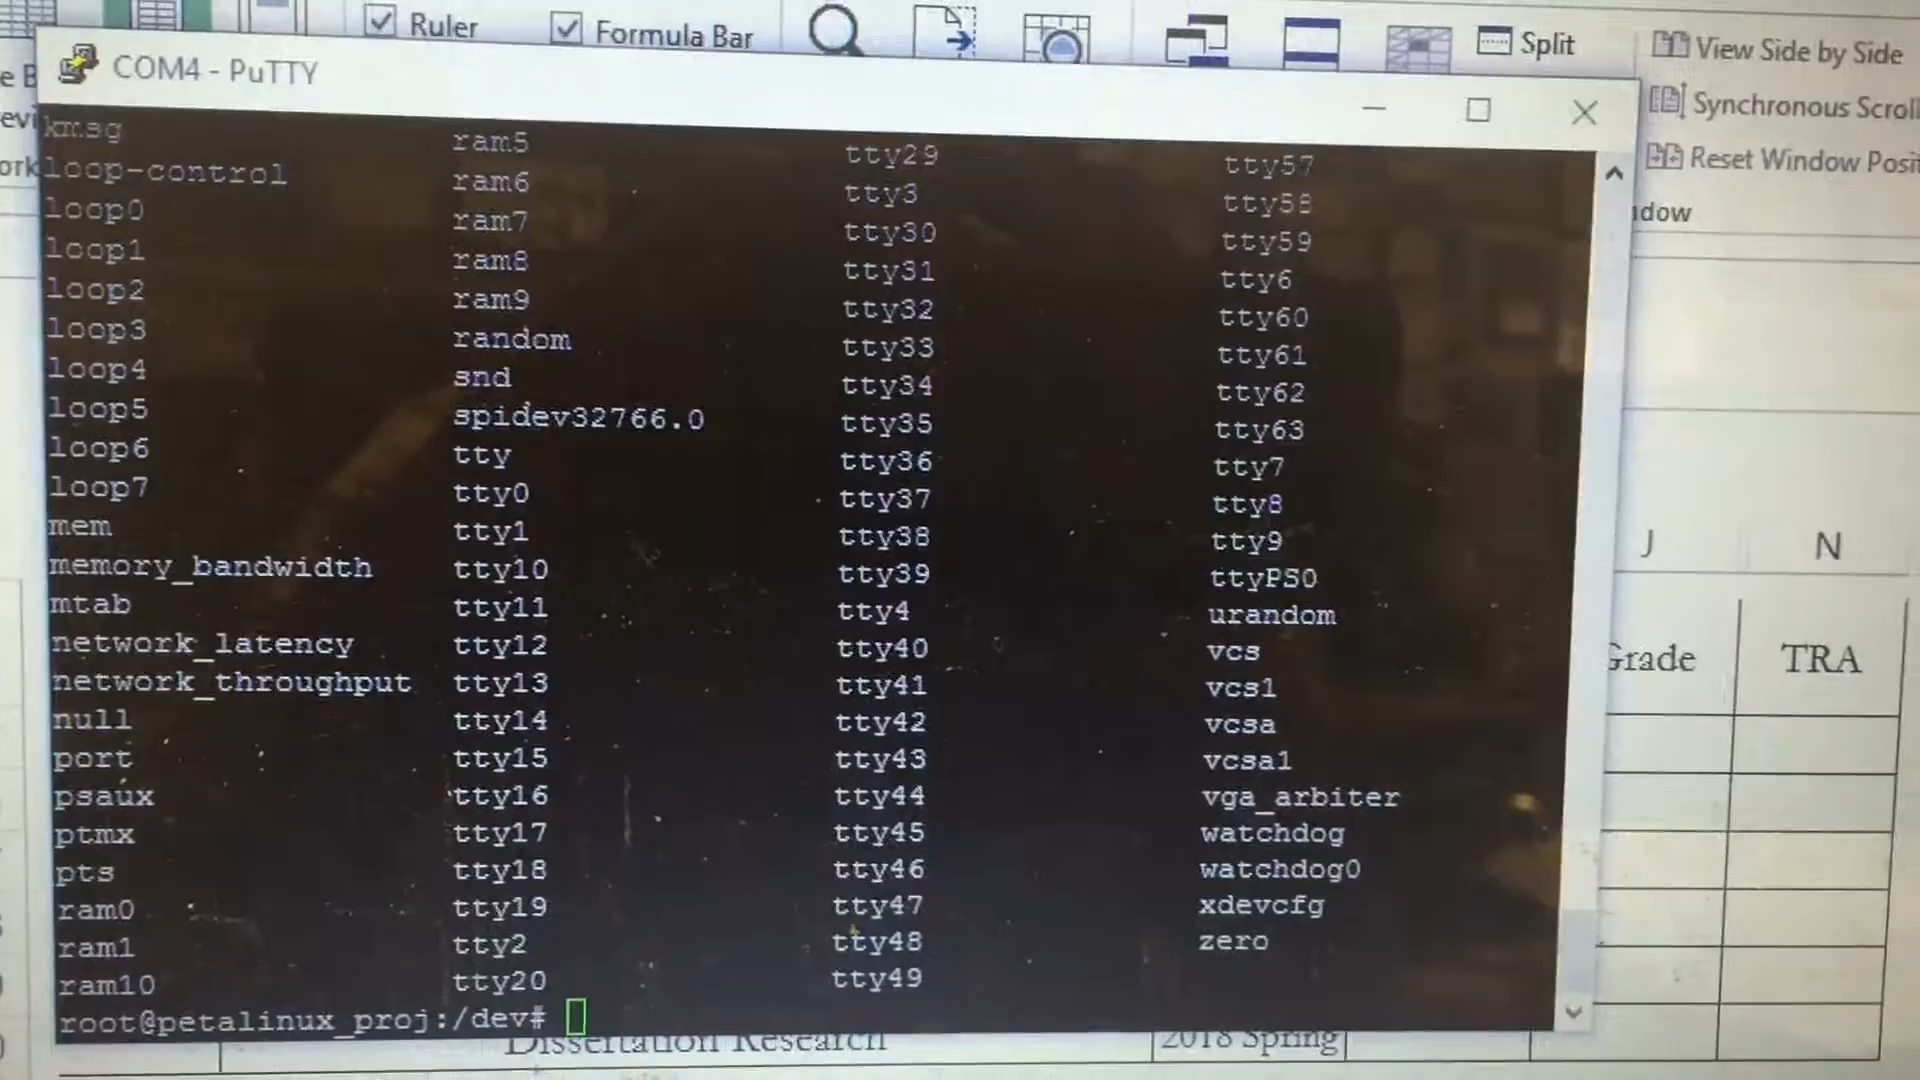 Ruler
Formula Bar
Split
View Side by Side
Synchronous Scroll
Reset Window Posit
COM4 - PuTTY
kmsg ram5 tty29 tty57
loop-control ram6 tty3 tty58
loop0 ram7 tty30 tty59
loop1 ram8 tty31 tty6
loop2 ram9 tty32 tty60
loop3 random tty33 tty61
loop4 snd tty34 tty62
loop5 spidev32766.0 tty35 tty63
loop6 tty tty36 tty7
loop7 tty0 tty37 tty8
mem tty1 tty38 tty9
memory_bandwidth tty10 tty39 ttyPS0
mtab tty11 tty4 urandom
network_latency tty12 tty40 vcs
network_throughput tty13 tty41 vcs1
null tty14 tty42 vcsa
port tty15 tty43 vcsa1
psaux tty16 tty44 vga_arbiter
ptmx tty17 tty45 watchdog
pts tty18 tty46 watchdog0
ram0 tty19 tty47 xdevcfg
ram1 tty2 tty48 zero
ram10 tty20 tty49
root@petalinux_proj:/dev#
J N
Grade TRA
Dissertation Research 2018 Spring